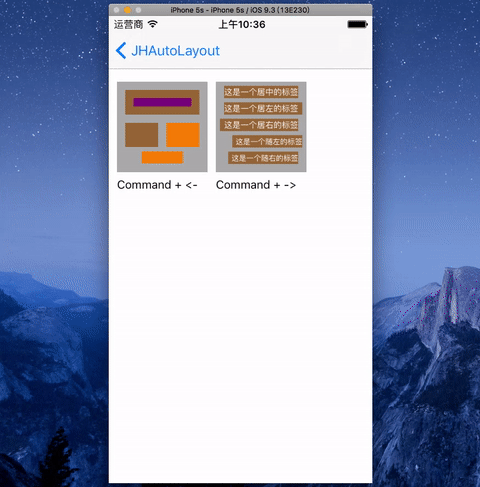 iPhone 5s - iPhone 5s / iOS 9.3 (13E230)
运营商 上午10:36
JHAutoLayout
这是一个居中的标签
这是一个居左的标签
这是一个居右的标签
这是一个随左的标签
这是一个随右的标签
Command + <-
Command + ->